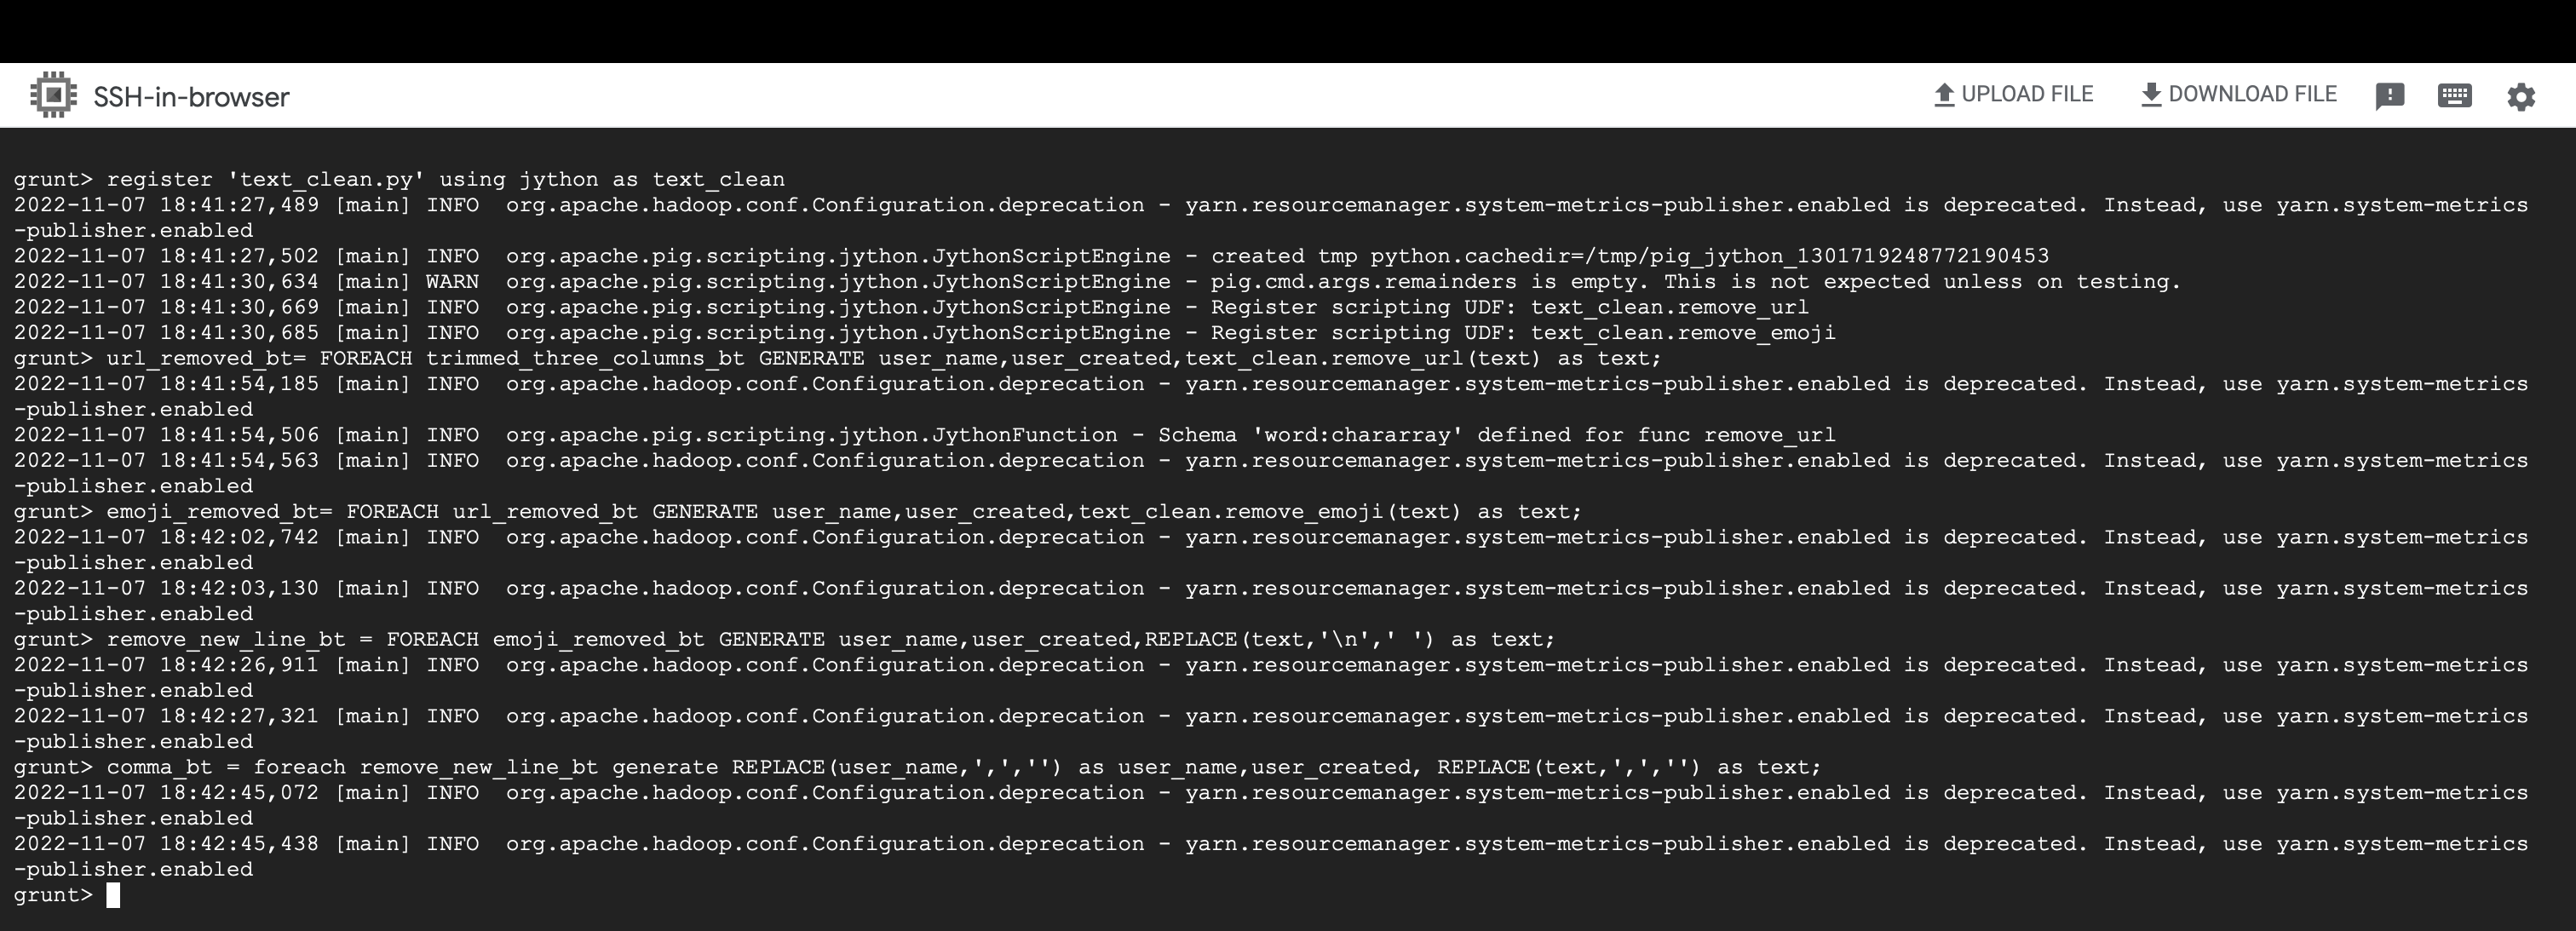 SSH-in-browser
UPLOAD FILE
DOWNLOAD FILE
grunt> register 'text_clean.py' using jython as text_clean
2022-11-07 18:41:27,489 [main] INFO  org.apache.hadoop.conf.Configuration.deprecation - yarn.resourcemanager.system-metrics-publisher.enabled is deprecated. Instead, use yarn.system-metrics
-publisher.enabled
2022-11-07 18:41:27,502 [main] INFO  org.apache.pig.scripting.jython.JythonScriptEngine - created tmp python.cachedir=/tmp/pig_jython_1301719248772190453
2022-11-07 18:41:30,634 [main] WARN  org.apache.pig.scripting.jython.JythonScriptEngine - pig.cmd.args.remainders is empty. This is not expected unless on testing.
2022-11-07 18:41:30,669 [main] INFO  org.apache.pig.scripting.jython.JythonScriptEngine - Register scripting UDF: text_clean.remove_url
2022-11-07 18:41:30,685 [main] INFO  org.apache.pig.scripting.jython.JythonScriptEngine - Register scripting UDF: text_clean.remove_emoji
grunt> url_removed_bt= FOREACH trimmed_three_columns_bt GENERATE user_name,user_created,text_clean.remove_url(text) as text;
2022-11-07 18:41:54,185 [main] INFO  org.apache.hadoop.conf.Configuration.deprecation - yarn.resourcemanager.system-metrics-publisher.enabled is deprecated. Instead, use yarn.system-metrics
-publisher.enabled
2022-11-07 18:41:54,506 [main] INFO  org.apache.pig.scripting.jython.JythonFunction - Schema 'word:chararray' defined for func remove_url
2022-11-07 18:41:54,563 [main] INFO  org.apache.hadoop.conf.Configuration.deprecation - yarn.resourcemanager.system-metrics-publisher.enabled is deprecated. Instead, use yarn.system-metrics
-publisher.enabled
grunt> emoji_removed_bt= FOREACH url_removed_bt GENERATE user_name,user_created,text_clean.remove_emoji(text) as text;
2022-11-07 18:42:02,742 [main] INFO  org.apache.hadoop.conf.Configuration.deprecation - yarn.resourcemanager.system-metrics-publisher.enabled is deprecated. Instead, use yarn.system-metrics
-publisher.enabled
2022-11-07 18:42:03,130 [main] INFO  org.apache.hadoop.conf.Configuration.deprecation - yarn.resourcemanager.system-metrics-publisher.enabled is deprecated. Instead, use yarn.system-metrics
-publisher.enabled
grunt> remove_new_line_bt = FOREACH emoji_removed_bt GENERATE user_name,user_created,REPLACE(text,'\n',' ') as text;
2022-11-07 18:42:26,911 [main] INFO  org.apache.hadoop.conf.Configuration.deprecation - yarn.resourcemanager.system-metrics-publisher.enabled is deprecated. Instead, use yarn.system-metrics
-publisher.enabled
2022-11-07 18:42:27,321 [main] INFO  org.apache.hadoop.conf.Configuration.deprecation - yarn.resourcemanager.system-metrics-publisher.enabled is deprecated. Instead, use yarn.system-metrics
-publisher.enabled
grunt> comma_bt = foreach remove_new_line_bt generate REPLACE(user_name,',','') as user_name,user_created, REPLACE(text,',','') as text;
2022-11-07 18:42:45,072 [main] INFO  org.apache.hadoop.conf.Configuration.deprecation - yarn.resourcemanager.system-metrics-publisher.enabled is deprecated. Instead, use yarn.system-metrics
-publisher.enabled
2022-11-07 18:42:45,438 [main] INFO  org.apache.hadoop.conf.Configuration.deprecation - yarn.resourcemanager.system-metrics-publisher.enabled is deprecated. Instead, use yarn.system-metrics
-publisher.enabled
grunt>